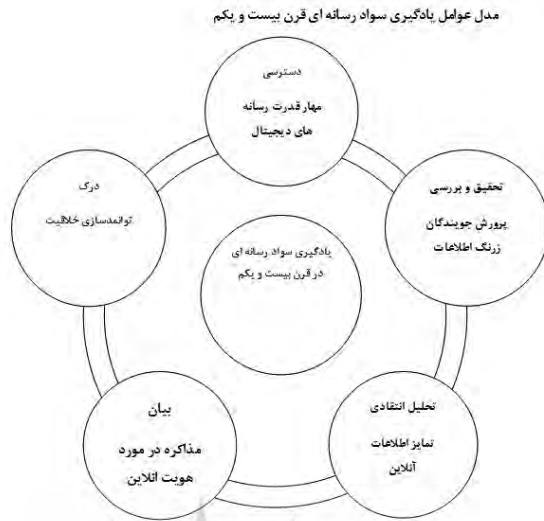 مدل عوامل یادگیری سواد رسانه ای قرن بیست و یکم
دسترسی
مهار قدرت رسانه
های دیجیتال
تحقیق و بررسی
پرورش جویندگان
زرنگ اطلاعات
تحلیل انتقادی
تمایز اطلاعات
آنلاین
بیان
مذاکره در مورد
هویت انلاین
درک
توانمدسازی خلاقیت
یادگیری سواد رسانه ای
در قرن بیست و یکم